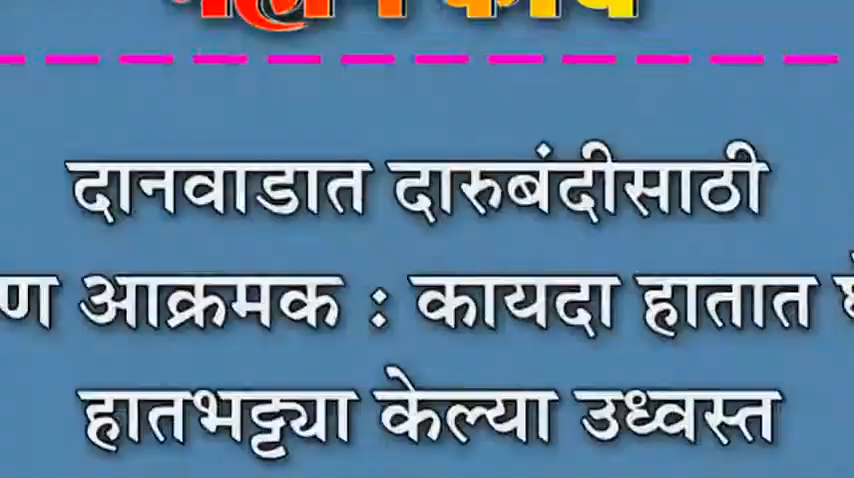 दानवाडात दारुबंदीसाठी
आक्रमक : कायदा हातात
हातभट्ट्या केल्या उध्वस्त